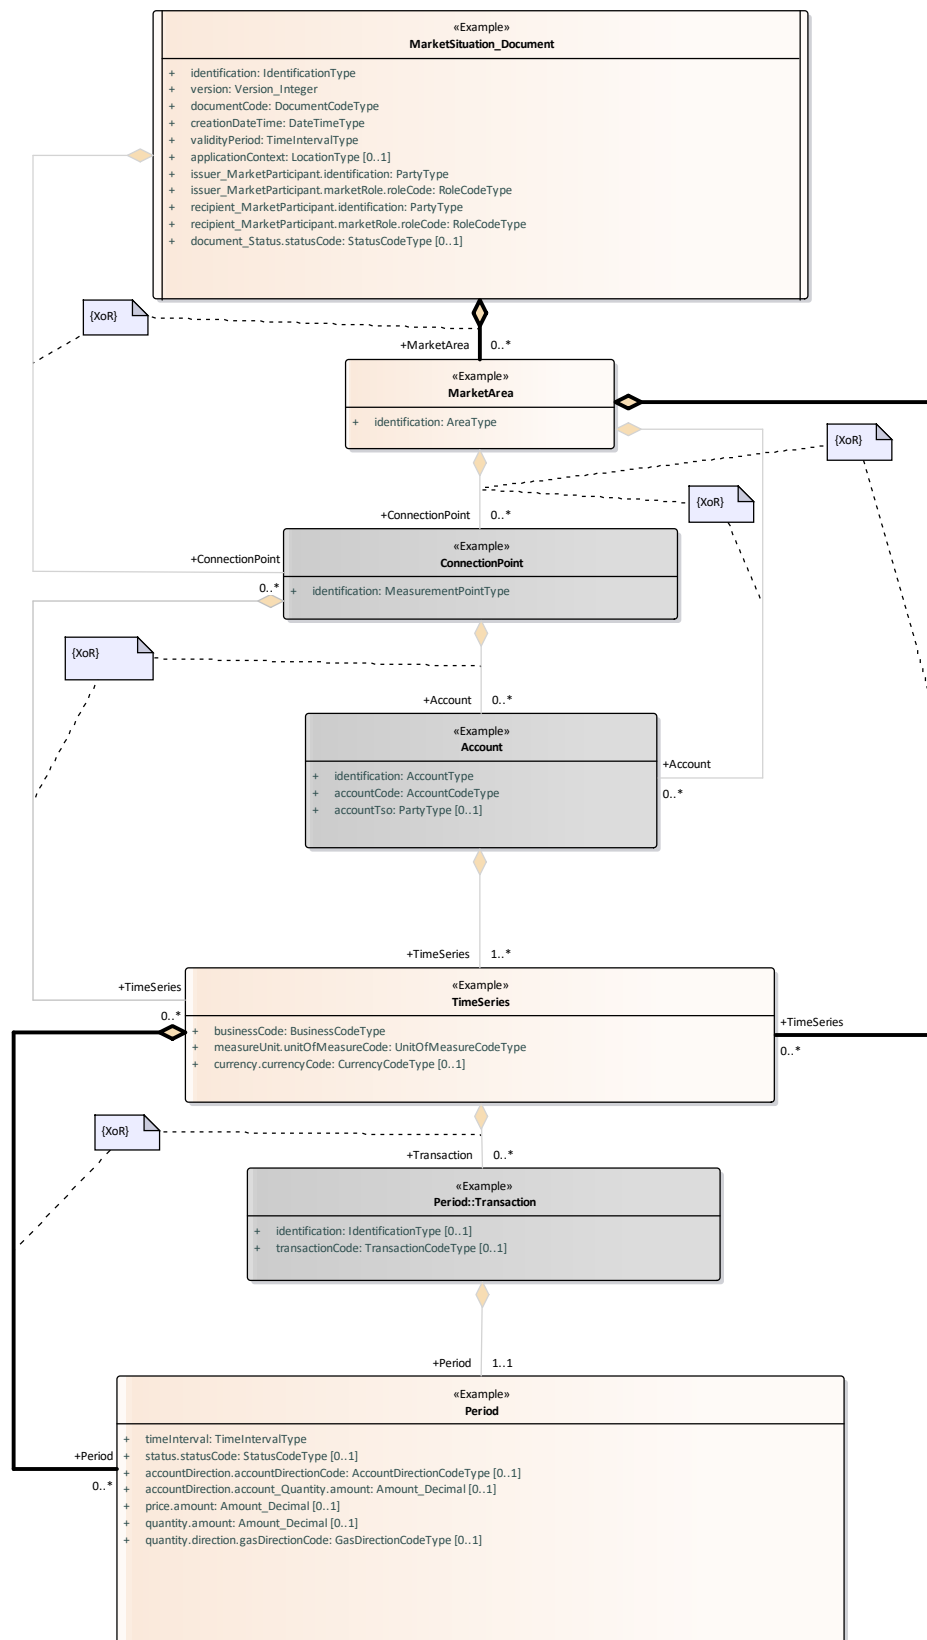 «Example»
MarketSituation_Document
+ identification: IdentificationType
+ version: Version_Integer
+ documentCode: DocumentCodeType
+ creationDateTime: DateTimeType
+ validityPeriod: TimeIntervalType
+ applicationContext: LocationType [0..1]
+ issuer_MarketParticipant.identification: PartyType
+ issuer_MarketParticipant.marketRole.roleCode: RoleCodeType
+ recipient_MarketParticipant.identification: PartyType
+ recipient_MarketParticipant.marketRole.roleCode: RoleCodeType
+ document_Status.statusCode: StatusCodeType [0..1]
{XoR}
+MarketArea 0..*
«Example»
MarketArea
+ identification: AreaType
{XoR}
{XoR}
+ConnectionPoint 0..*
«Example»
ConnectionPoint
+ identification: MeasurementPointType
+ConnectionPoint
0..*
{XoR}
+Account 0..*
«Example»
Account
+ identification: AccountType
+ accountCode: AccountCodeType
+ accountTso: PartyType [0..1]
+Account
0..*
+TimeSeries 1..*
+TimeSeries
0..*
«Example»
TimeSeries
+ businessCode: BusinessCodeType
+ measureUnit.unitOfMeasureCode: UnitOfMeasureCodeType
+ currency.currencyCode: CurrencyCodeType [0..1]
+TimeSeries
0..*
{XoR}
+Transaction 0..*
«Example»
Period::Transaction
+ identification: IdentificationType [0..1]
+ transactionCode: TransactionCodeType [0..1]
+Period 1..1
«Example»
Period
+ timeInterval: TimeIntervalType
+ status.statusCode: StatusCodeType [0..1]
+ accountDirection.accountDirectionCode: AccountDirectionCodeType [0..1]
+ accountDirection.account_Quantity.amount: Amount_Decimal [0..1]
+ price.amount: Amount_Decimal [0..1]
+ quantity.amount: Amount_Decimal [0..1]
+ quantity.direction.gasDirectionCode: GasDirectionCodeType [0..1]
+Period
0..*